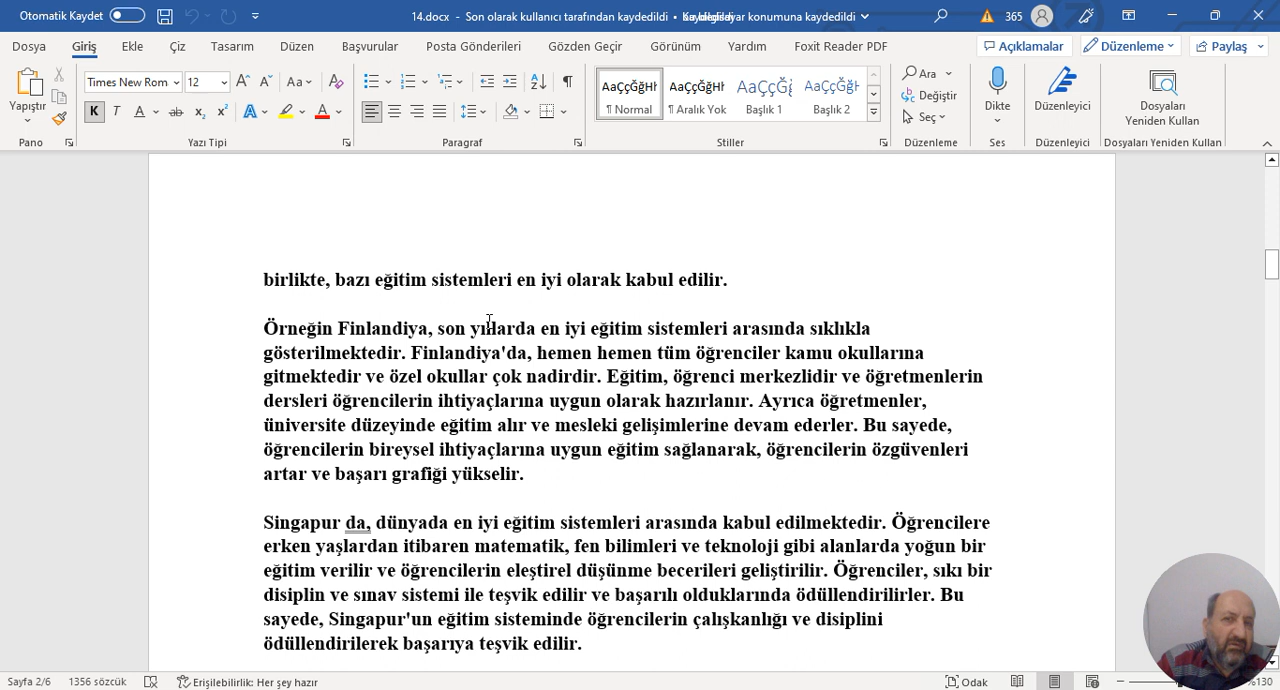 Otomatik Kaydet
14.docx - Son olarak kullanıcı tarafından kaydedildi • konumuna kaydedildi
365
Dosya Giriş Ekle Çiz Tasarım Düzen Başvurular Posta Gönderileri Gözden Geçir Görünüm Yardım Foxit Reader PDF Açıklamalar Düzenleme Paylaş
Yapıştır
Times New Rom 12
Aa
K T A ab x₂ x² A A
AaÇçĞğHł AaÇçĞğHł AaÇçĞğ AaÇçĞğH
¶ Normal ¶ Aralık Yok Başlık 1 Başlık 2
Ara
Değiştir
Seç
Dikte
Düzenleyici
Dosyaları
Yeniden Kullan
Pano Yazı Tipi Paragraf Stiller Düzenleme Ses Düzenleyici Dosyaları Yeniden Kullan
birlikte, bazı eğitim sistemleri en iyi olarak kabul edilir.
Örneğin Finlandiya, son yıllarda en iyi eğitim sistemleri arasında sıklıkla
gösterilmektedir. Finlandiya'da, hemen hemen tüm öğrenciler kamu okullarına
gitmektedir ve özel okullar çok nadirdir. Eğitim, öğrenci merkezlidir ve öğretmenlerin
dersleri öğrencilerin ihtiyaçlarına uygun olarak hazırlanır. Ayrıca öğretmenler,
üniversite düzeyinde eğitim alır ve mesleki gelişimlerine devam ederler. Bu sayede,
öğrencilerin bireysel ihtiyaçlarına uygun eğitim sağlanarak, öğrencilerin özgüvenleri
artar ve başarı grafiği yükselir.
Singapur da, dünyada en iyi eğitim sistemleri arasında kabul edilmektedir. Öğrencilere
erken yaşlardan itibaren matematik, fen bilimleri ve teknoloji gibi alanlarda yoğun bir
eğitim verilir ve öğrencilerin eleştirel düşünme becerileri geliştirilir. Öğrenciler, sıkı bir
disiplin ve sınav sistemi ile teşvik edilir ve başarılı olduklarında ödüllendirilirler. Bu
sayede, Singapur'un eğitim sisteminde öğrencilerin çalışkanlığı ve disiplini
ödüllendirilerek başarıya teşvik edilir.
Sayfa 2/6 1356 sözcük Erişilebilirlik: Her şey hazır Odak %130